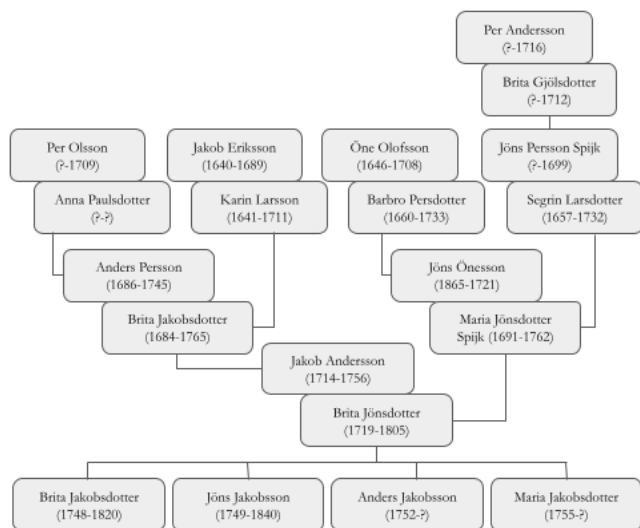 Per Andersson
(?-1716)
Brita Gjölsdotter
(?-1712)
Per Olsson
(?-1709)
Jakob Eriksson
(1640-1689)
Öne Olofsson
(1646-1708)
Jöns Persson Spijk
(?-1699)
Anna Paulsdotter
(?-?)
Karin Larsson
(1641-1711)
Barbro Persdotter
(1660-1733)
Segrin Larsdotter
(1657-1732)
Anders Persson
(1686-1745)
Jöns Önesson
(1865-1721)
Brita Jakobsdotter
(1684-1765)
Maria Jönsdotter
Spijk (1691-1762)
Jakob Andersson
(1714-1756)
Brita Jönsdotter
(1719-1805)
Brita Jakobsdotter
(1748-1820)
Jöns Jakobsson
(1749-1840)
Anders Jakobsson
(1752-?)
Maria Jakobsdotter
(1755-?)